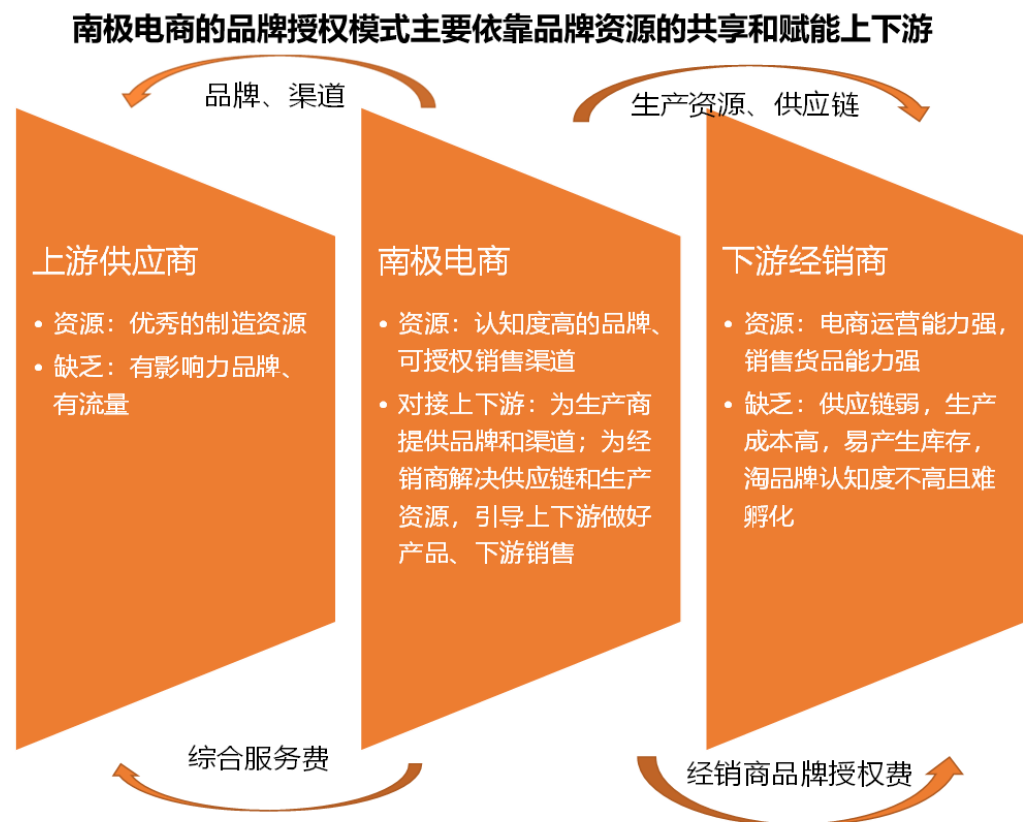 南极电商的品牌授权模式主要依靠品牌资源的共享和赋能上下游
品牌、渠道
生产资源、供应链
上游供应商
• 资源：优秀的制造资源
• 缺乏：有影响力品牌、
有流量
南极电商
• 资源：认知度高的品牌、
可授权销售渠道
• 对接上下游：为生产商
提供品牌和渠道；为经
销商解决供应链和生产
资源，引导上下游做好
产品、下游销售
下游经销商
• 资源：电商运营能力强，
销售货品能力强
• 缺乏：供应链弱，生产
成本高，易产生库存，
淘品牌认知度不高且难
孵化
综合服务费
经销商品牌授权费